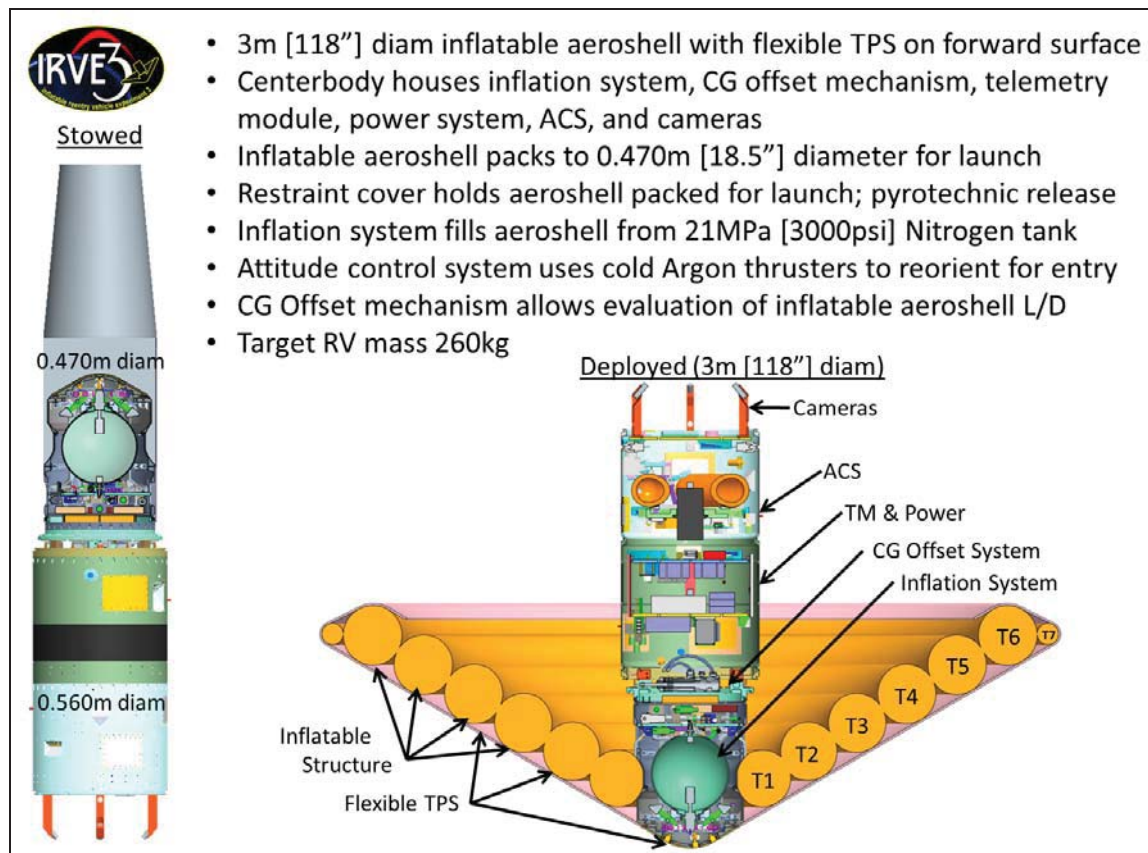 IRVE3
inflatable reentry vehicle experiment 3
Stowed
• 3m [118”] diam inflatable aeroshell with flexible TPS on forward surface
• Centerbody houses inflation system, CG offset mechanism, telemetry
module, power system, ACS, and cameras
• Inflatable aeroshell packs to 0.470m [18.5”] diameter for launch
• Restraint cover holds aeroshell packed for launch; pyrotechnic release
• Inflation system fills aeroshell from 21MPa [3000psi] Nitrogen tank
• Attitude control system uses cold Argon thrusters to reorient for entry
• CG Offset mechanism allows evaluation of inflatable aeroshell L/D
• Target RV mass 260kg
0.470m diam
0.560m diam
Deployed (3m [118”] diam)
Cameras
ACS
TM & Power
CG Offset System
Inflation System
T6
T7
T5
T4
T3
T2
T1
Inflatable
Structure
Flexible TPS